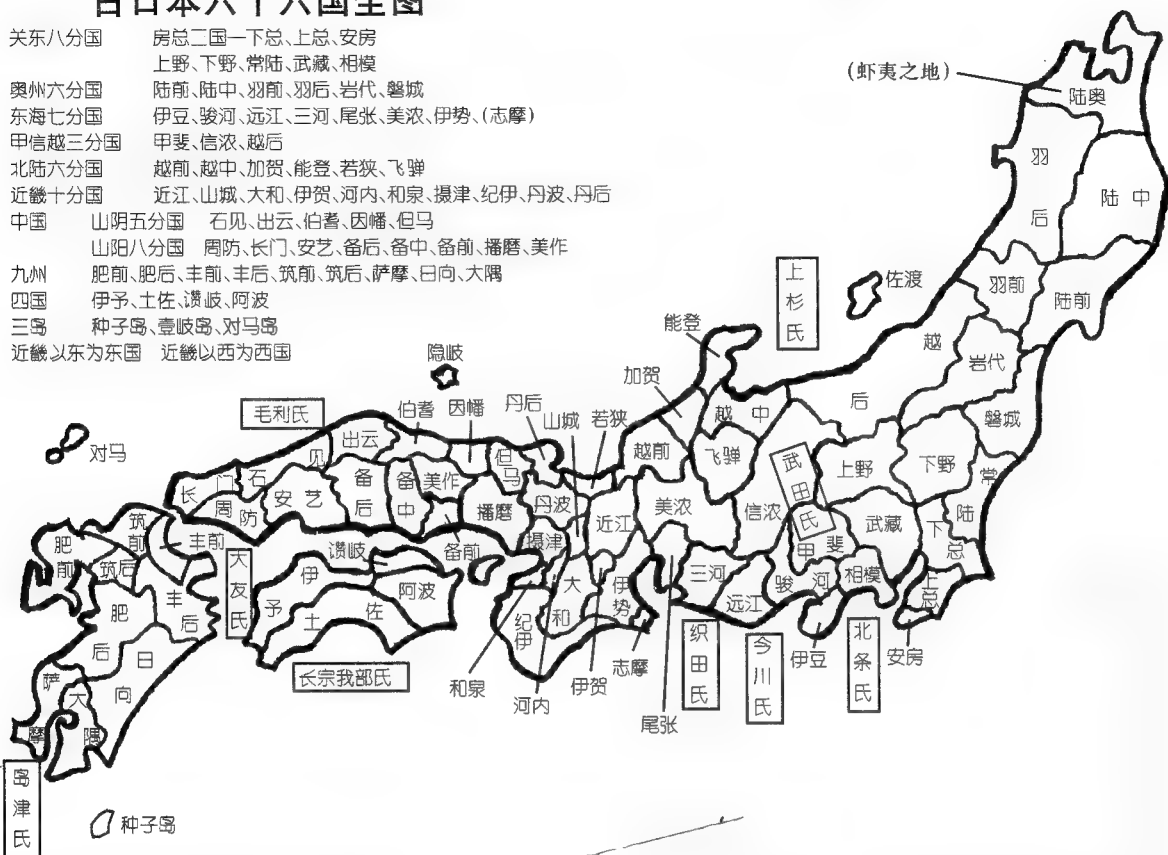 古日本六十六国全图
关东八分国 房总二国—下总、上总、安房
上野、下野、常陆、武藏、相模
奥州六分国 陆前、陆中、羽前、羽后、岩代、磐城
东海七分国 伊豆、骏河、远江、三河、尾张、美浓、伊势、(志摩)
甲信越三分国 甲斐、信浓、越后
北陆六分国 越前、越中、加贺、能登、若狭、飞驒
近畿十分国 近江、山城、大和、伊贺、河内、和泉、摄津、纪伊、丹波、丹后
中国 山阴五分国 石见、出云、伯耆、因幡、但马
山阳八分国 周防、长门、安艺、备后、备中、备前、播磨、美作
九州 肥前、肥后、丰前、丰后、筑前、筑后、萨摩、日向、大隅
四国 伊予、土佐、讚岐、阿波
三岛 种子岛、壹岐岛、对马岛
近畿以东为东国 近畿以西为西国
(虾夷之地)
陆奥
羽后
陆中
羽前
陆前
佐渡
上杉氏
能登
越后
岩代
加贺
隐岐
磐城
毛利氏
伯耆
因幡
丹后
山城
若狭
越中
越前
飞驒
武田氏
上野
下野
常陆
对马
出云
石见
但马
长门
周防
安艺
备后
备中
美作
播磨
丹波
近江
美浓
信浓
武藏
下总
筑前
丰前
肥前
筑后
大友氏
讚岐
备前
摄津
甲斐
相模
上总
伊予
土佐
阿波
大和
伊势
三河
远江
骏河
丰后
肥后
日向
纪伊
志摩
织田氏
今川氏
伊豆
北条氏
安房
长宗我部氏
和泉
河内
伊贺
尾张
萨摩
大隅
岛津氏
种子岛